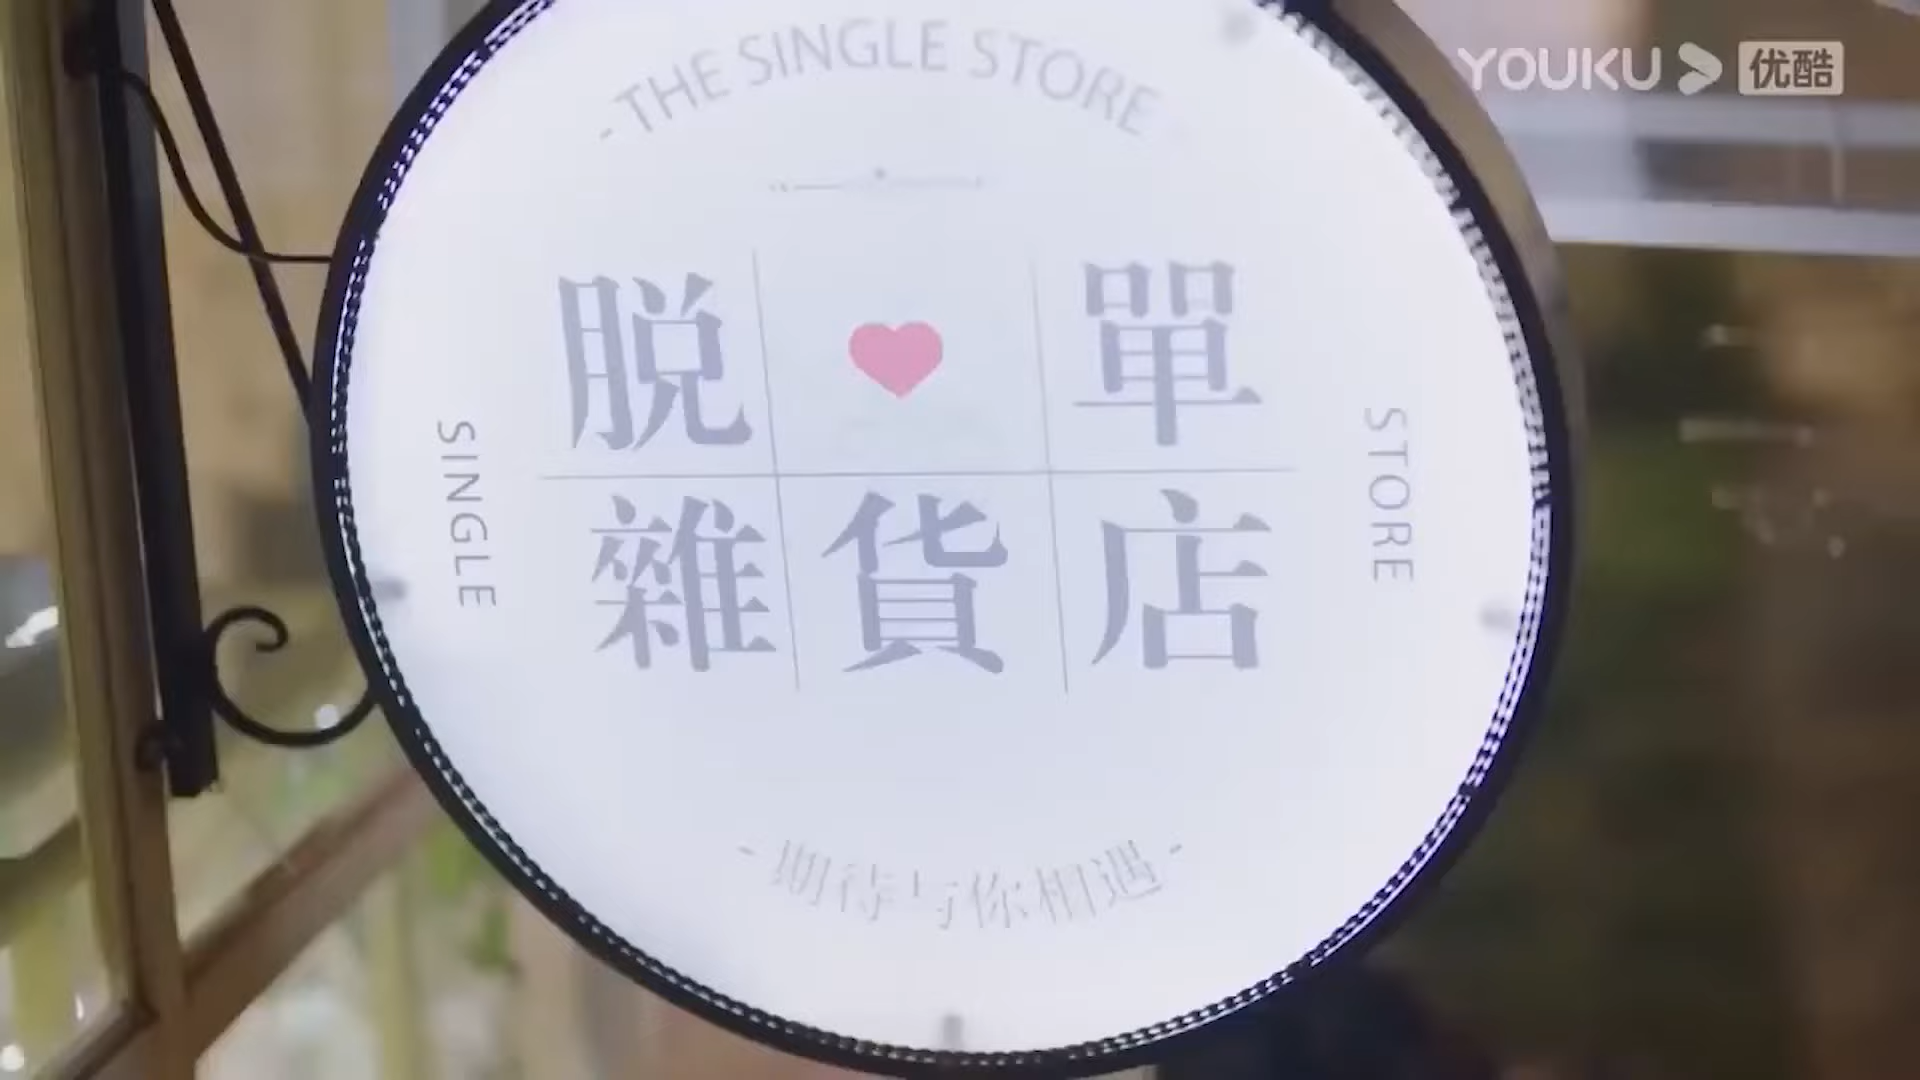 YOUKU 优酷
- THE SINGLE STORE -
脱 單
雜貨店
SINGLE
STORE
- 期待与你相遇 -